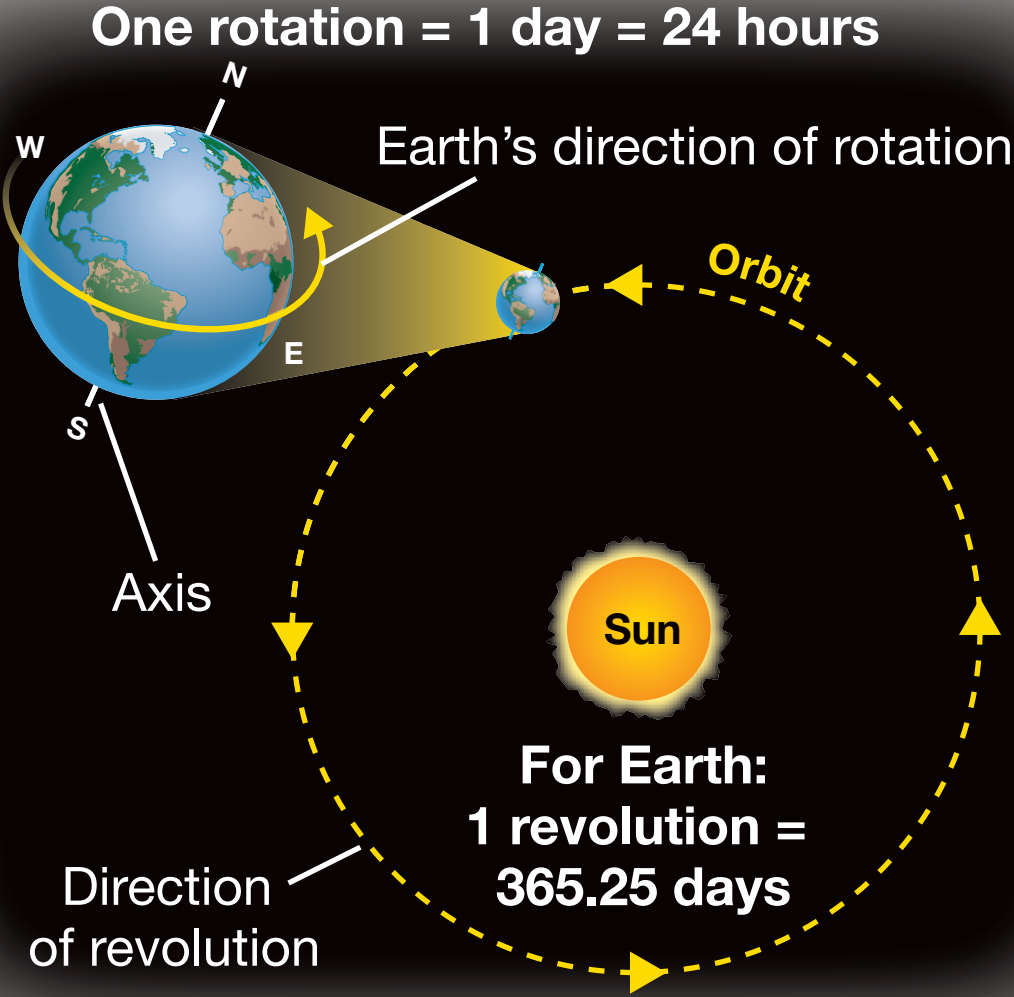 One rotation = 1 day = 24 hours
N
W
Earth’s direction of rotation
Orbit
E
S
Axis
Sun
For Earth:
1 revolution =
365.25 days
Direction
of revolution